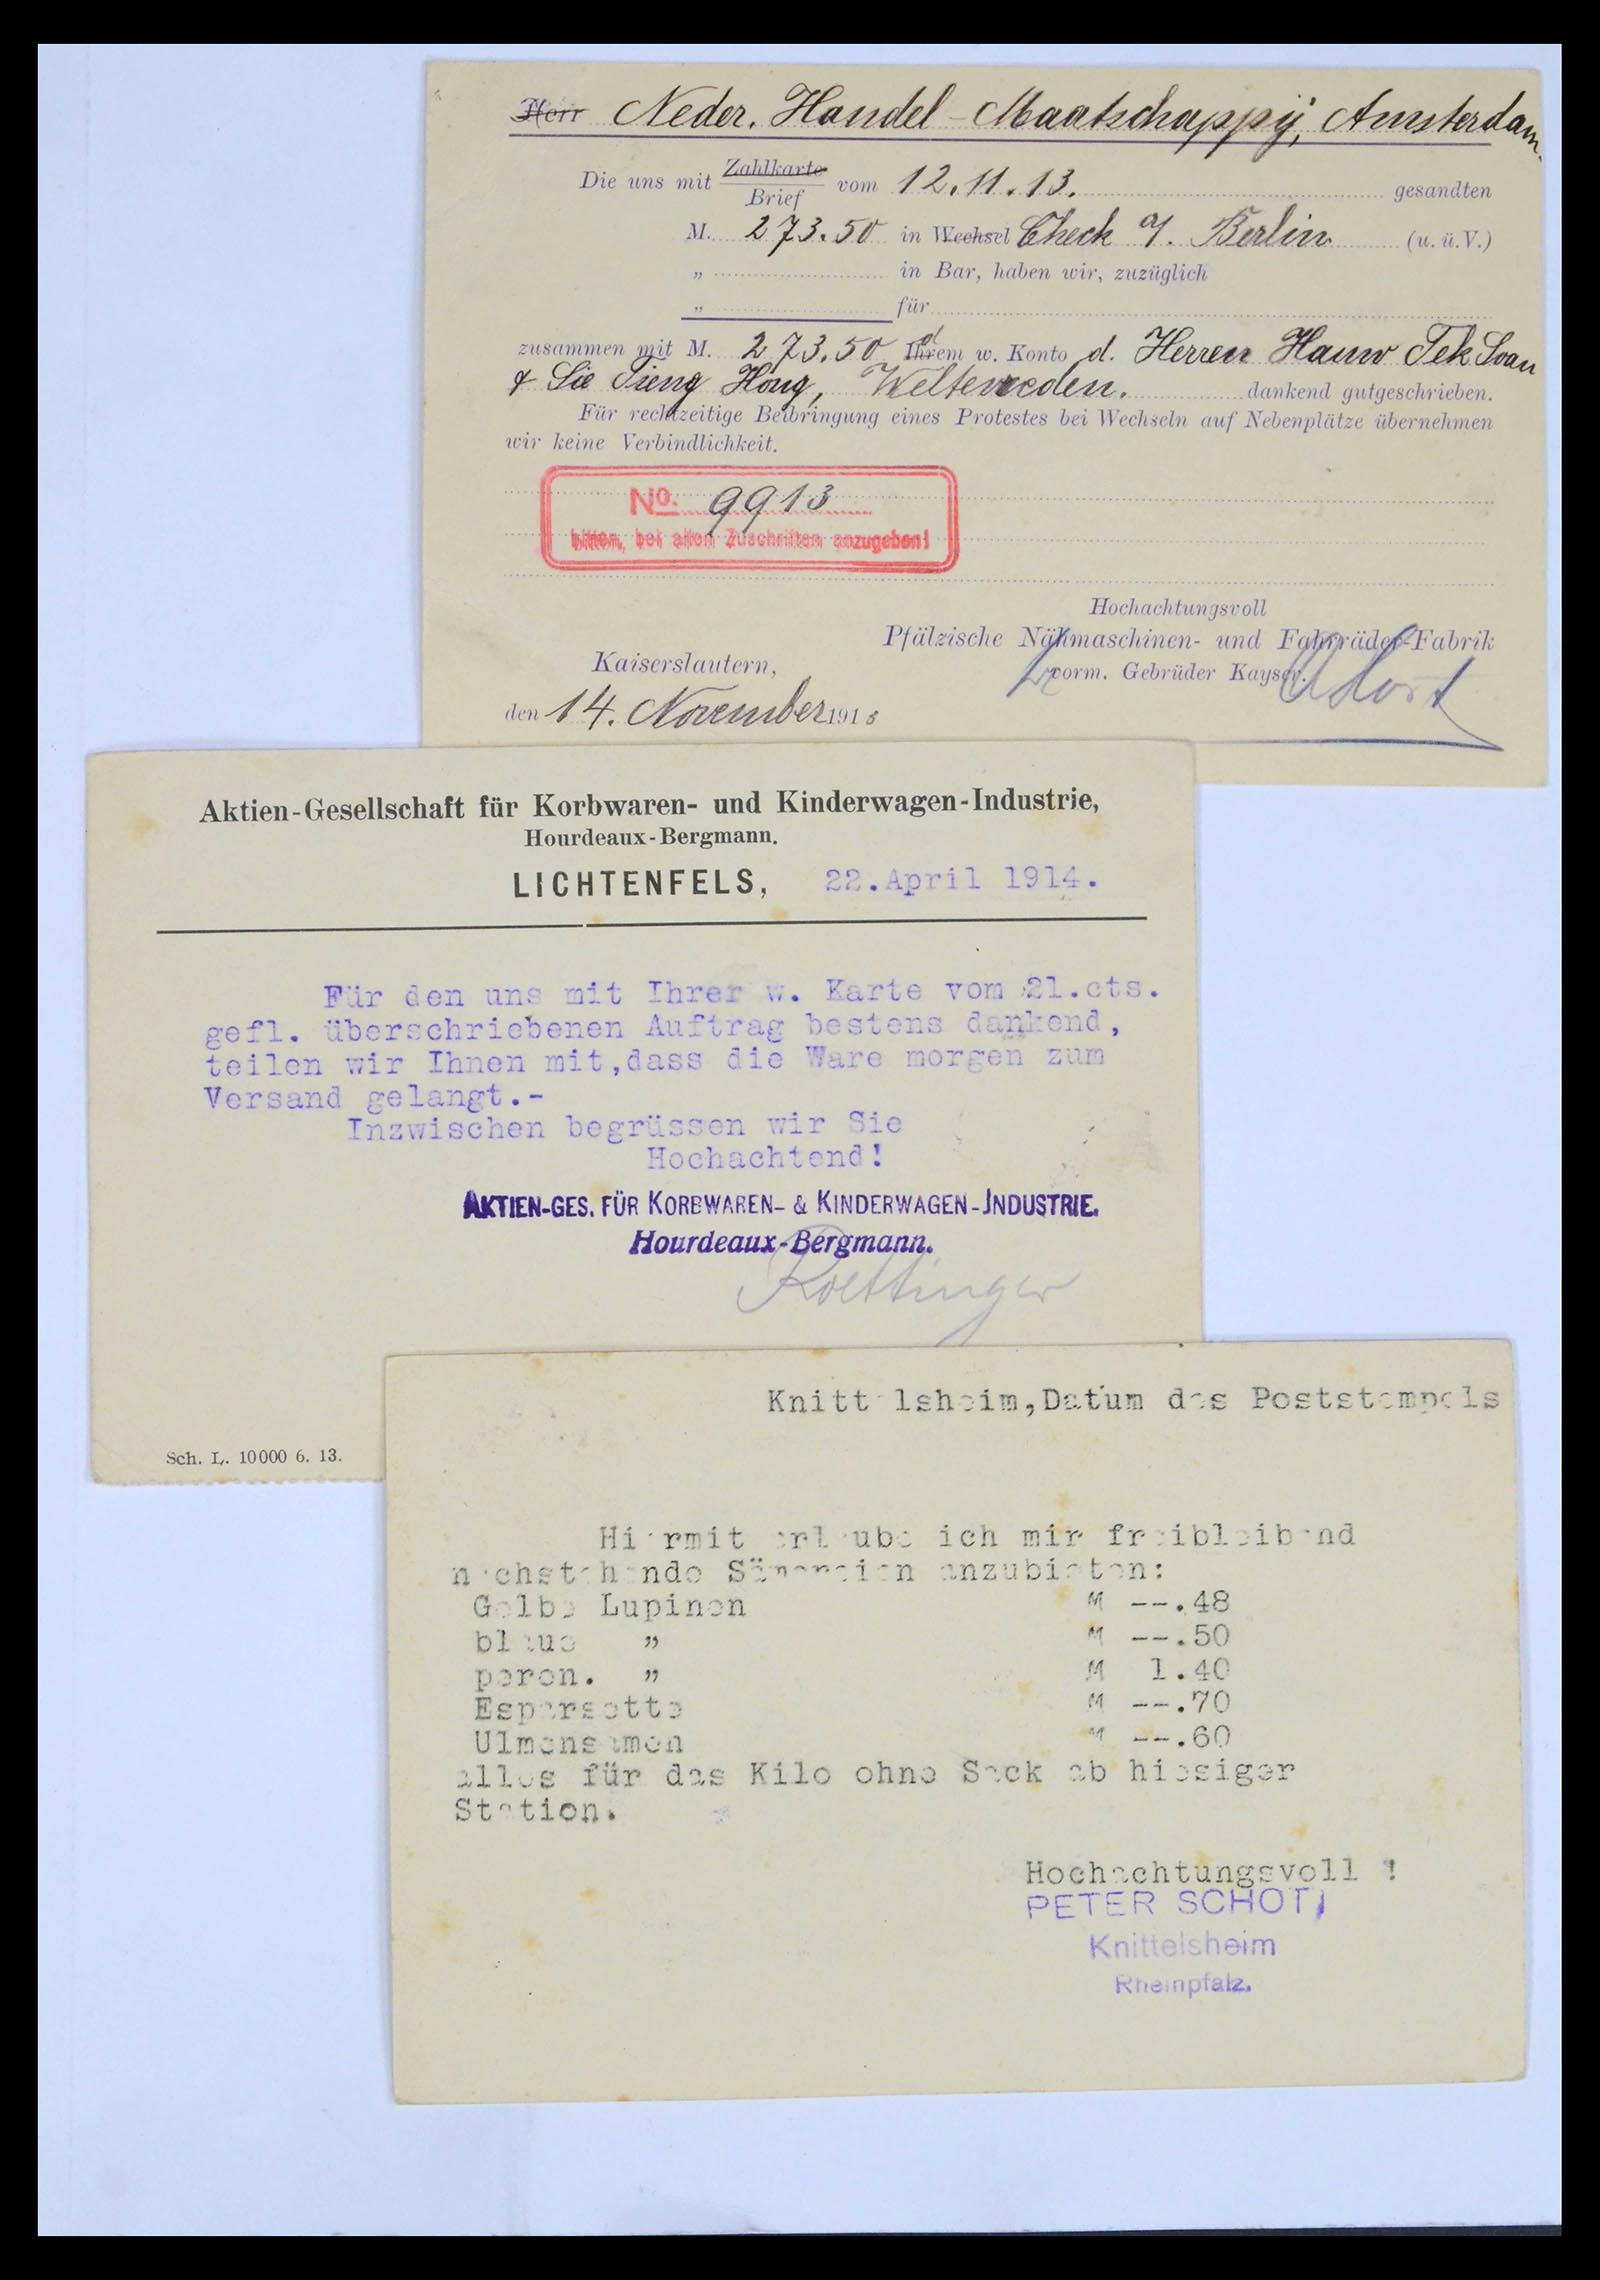 Herr Neder. Handel-Maatschappij, Amsterdam.
Die uns mit Zahlkarte/Brief vom 12.11.13. gesandten
M. 273.50 in Wechsel Check a/. Berlin (u. ü. V.)
„ in Bar, haben wir, zuzüglich
„ für
zusammen mit M. 273.50 Ihrem w. Konto d. Herren Hauw Tek Soan
& Sie Tieng Hong, Weltevreden. dankend gutgeschrieben.
Für rechtzeitige Beibringung eines Protestes bei Wechseln auf Nebenplätze übernehmen
wir keine Verbindlichkeit.
No. 9913
bitten, bei allen Zuschriften anzugeben!
Hochachtungsvoll
Pfälzische Nähmaschinen- und Fahrräder-Fabrik
vorm. Gebrüder Kayser.
Kaiserslautern,
den 14. November 1913
Aktien-Gesellschaft für Korbwaren- und Kinderwagen-Industrie,
Hourdeaux-Bergmann.
LICHTENFELS, 22.April 1914.
Für den uns mit Ihrer w. Karte vom 21.cts.
gefl. überschriebenen Auftrag bestens dankend,
teilen wir Ihnen mit,dass die Ware morgen zum
Versand gelangt.-
Inzwischen begrüssen wir Sie
Hochachtend!
AKTIEN-GES. FÜR KORBWAREN- & KINDERWAGEN-INDUSTRIE.
Hourdeaux-Bergmann.
Roettinger
Sch. L. 10000 6. 13.
Knittelsheim,Datum des Poststempels
Hiermit erlaube ich mir freibleibend
nachstehende Sämereien anzubieten:
Gelbe Lupinen M --.48
blaue " M --.50
peren. " M 1.40
Esparsette M --.70
Ulmensamen M --.60
alles für das Kilo ohne Sack ab hiesiger
Station.
Hochachtungsvoll !
PETER SCHOTT
Knittelsheim
Rheinpfalz.